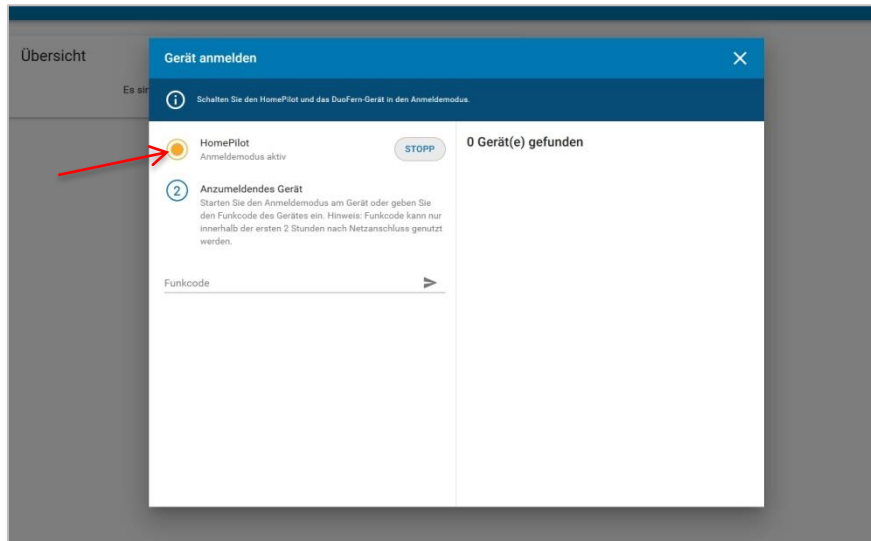 Übersicht
Es sin
Gerät anmelden
Schalten Sie den HomePilot und das DuoFern-Gerät in den Anmeldemodus.
HomePilot
Anmeldemodus aktiv
STOPP
2
Anzumeldendes Gerät
Starten Sie den Anmeldemodus am Gerät oder geben Sie
den Funkcode des Gerätes ein. Hinweis: Funkcode kann nur
innerhalb der ersten 2 Stunden nach Netzanschluss genutzt
werden.
Funkcode
0 Gerät(e) gefunden